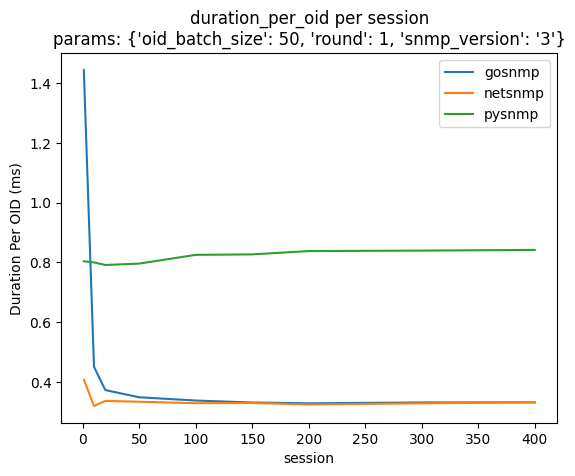 duration_per_oid per session
params: {'oid_batch_size': 50, 'round': 1, 'snmp_version': '3'}
gosnmp
netsnmp
pysnmp
Duration Per OID (ms)
1.4
1.2
1.0
0.8
0.6
0.4
0 50 100 150 200 250 300 350 400
session